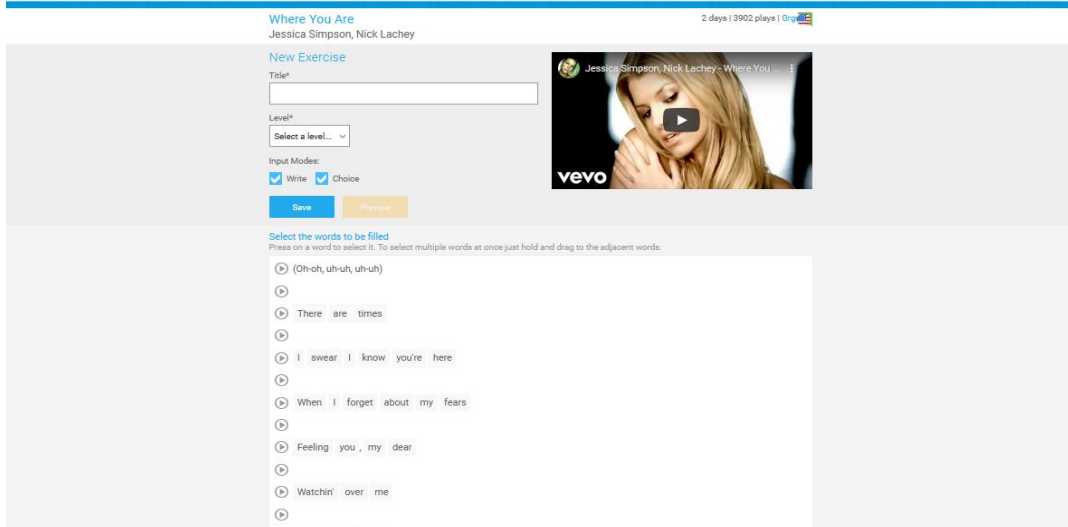 Where You Are
2 days | 3902 plays |
Jessica Simpson, Nick Lachey
New Exercise
Title*
Level*
Select a level...
Input Modes:
Write Choice
Save Preview
Jessica Simpson, Nick Lachey - Where You ...
vevo
Select the words to be filled
Press on a word to select it. To select multiple words at once just hold and drag to the adjacent words.
(Oh-oh, uh-uh, uh-uh)
There are times
I swear I know you're here
When I forget about my fears
Feeling you , my dear
Watchin' over me